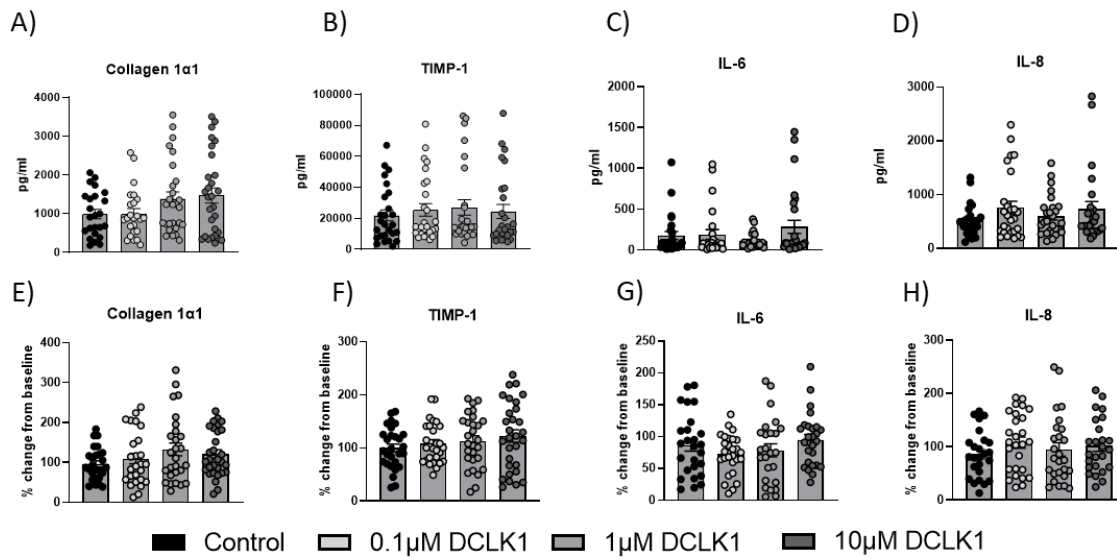 A)
B)
C)
D)
Collagen 1α1
TIMP-1
IL-6
IL-8
pg/ml
4000
3000
2000
1000
0
pg/ml
100000
80000
60000
40000
20000
0
pg/ml
2000
1500
1000
500
0
pg/ml
3000
2000
1000
0
E)
F)
G)
H)
Collagen 1α1
TIMP-1
IL-6
IL-8
% change from baseline
400
300
200
100
0
% change from baseline
300
200
100
0
% change from baseline
250
200
150
100
50
0
% change from baseline
300
200
100
0
Control
0.1μM DCLK1
1μM DCLK1
10μM DCLK1